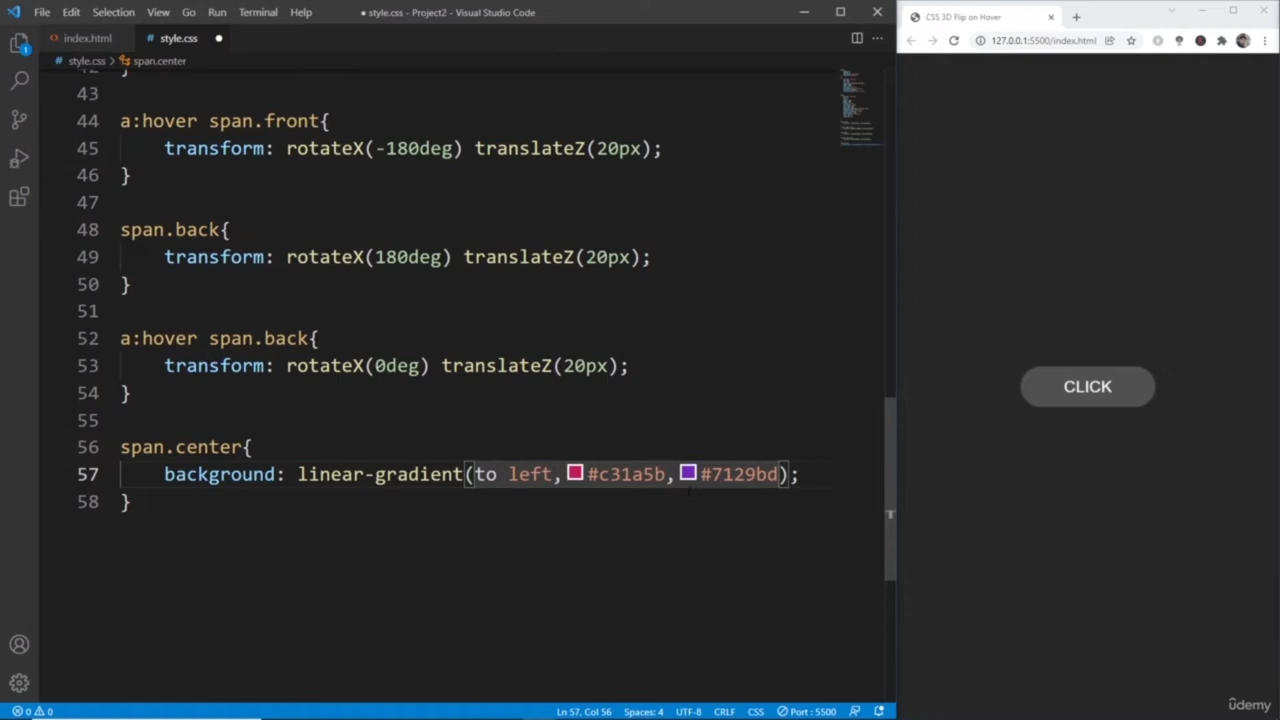 File Edit Selection View Go Run Terminal Help
● style.css - Project2 - Visual Studio Code
CSS 3D Flip on Hover
index.html
# style.css
127.0.0.1:5500/index.html
# style.css > span.center
42 }
43
44 a:hover span.front{
45 transform: rotateX(-180deg) translateZ(20px);
46 }
47
48 span.back{
49 transform: rotateX(180deg) translateZ(20px);
50 }
51
52 a:hover span.back{
53 transform: rotateX(0deg) translateZ(20px);
54 }
55
56 span.center{
57 background: linear-gradient(to left,#c31a5b,#7129bd);
58 }
CLICK
1
0 0
Ln 57, Col 56 Spaces: 4 UTF-8 CRLF CSS Port : 5500
ûdemy